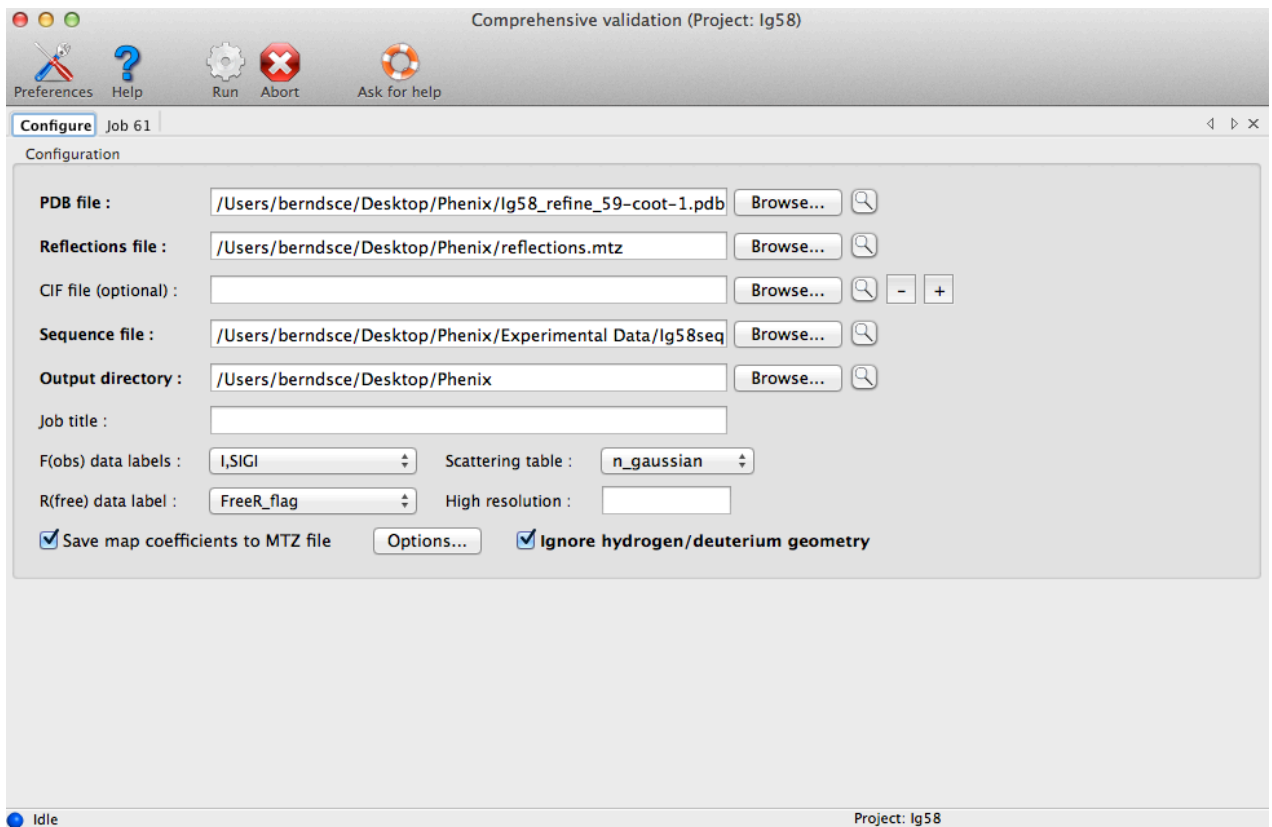 Comprehensive validation (Project: Ig58)
Preferences Help Run Abort Ask for help
Configure Job 61
Configuration
PDB file : /Users/berndsce/Desktop/Phenix/Ig58_refine_59-coot-1.pdb Browse...
Reflections file : /Users/berndsce/Desktop/Phenix/reflections.mtz Browse...
CIF file (optional) : Browse... - +
Sequence file : /Users/berndsce/Desktop/Phenix/Experimental Data/Ig58seq Browse...
Output directory : /Users/berndsce/Desktop/Phenix Browse...
Job title :
F(obs) data labels : I,SIGI Scattering table : n_gaussian
R(free) data label : FreeR_flag High resolution :
Save map coefficients to MTZ file Options... Ignore hydrogen/deuterium geometry
Idle Project: Ig58